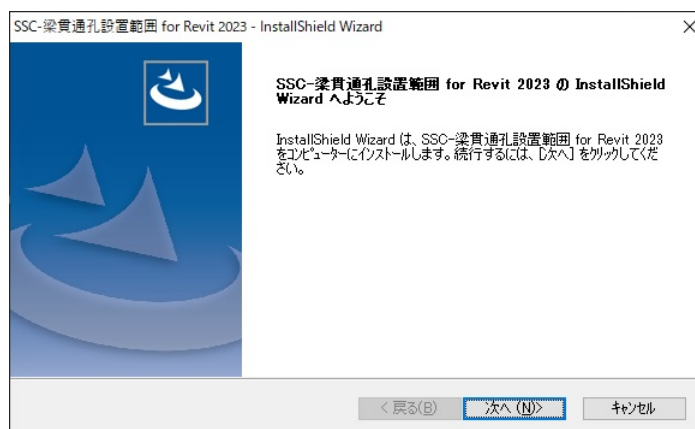 SSC-梁貫通孔設置範囲 for Revit 2023 - InstallShield Wizard
SSC-梁貫通孔設置範囲 for Revit 2023 の InstallShield
Wizard へようこそ
InstallShield Wizard は、SSC-梁貫通孔設置範囲 for Revit 2023
をコンピューターにインストールします。続行するには、[次へ] をクリックしてくだ
さい。
< 戻る(B)
次へ (N)>
キャンセル